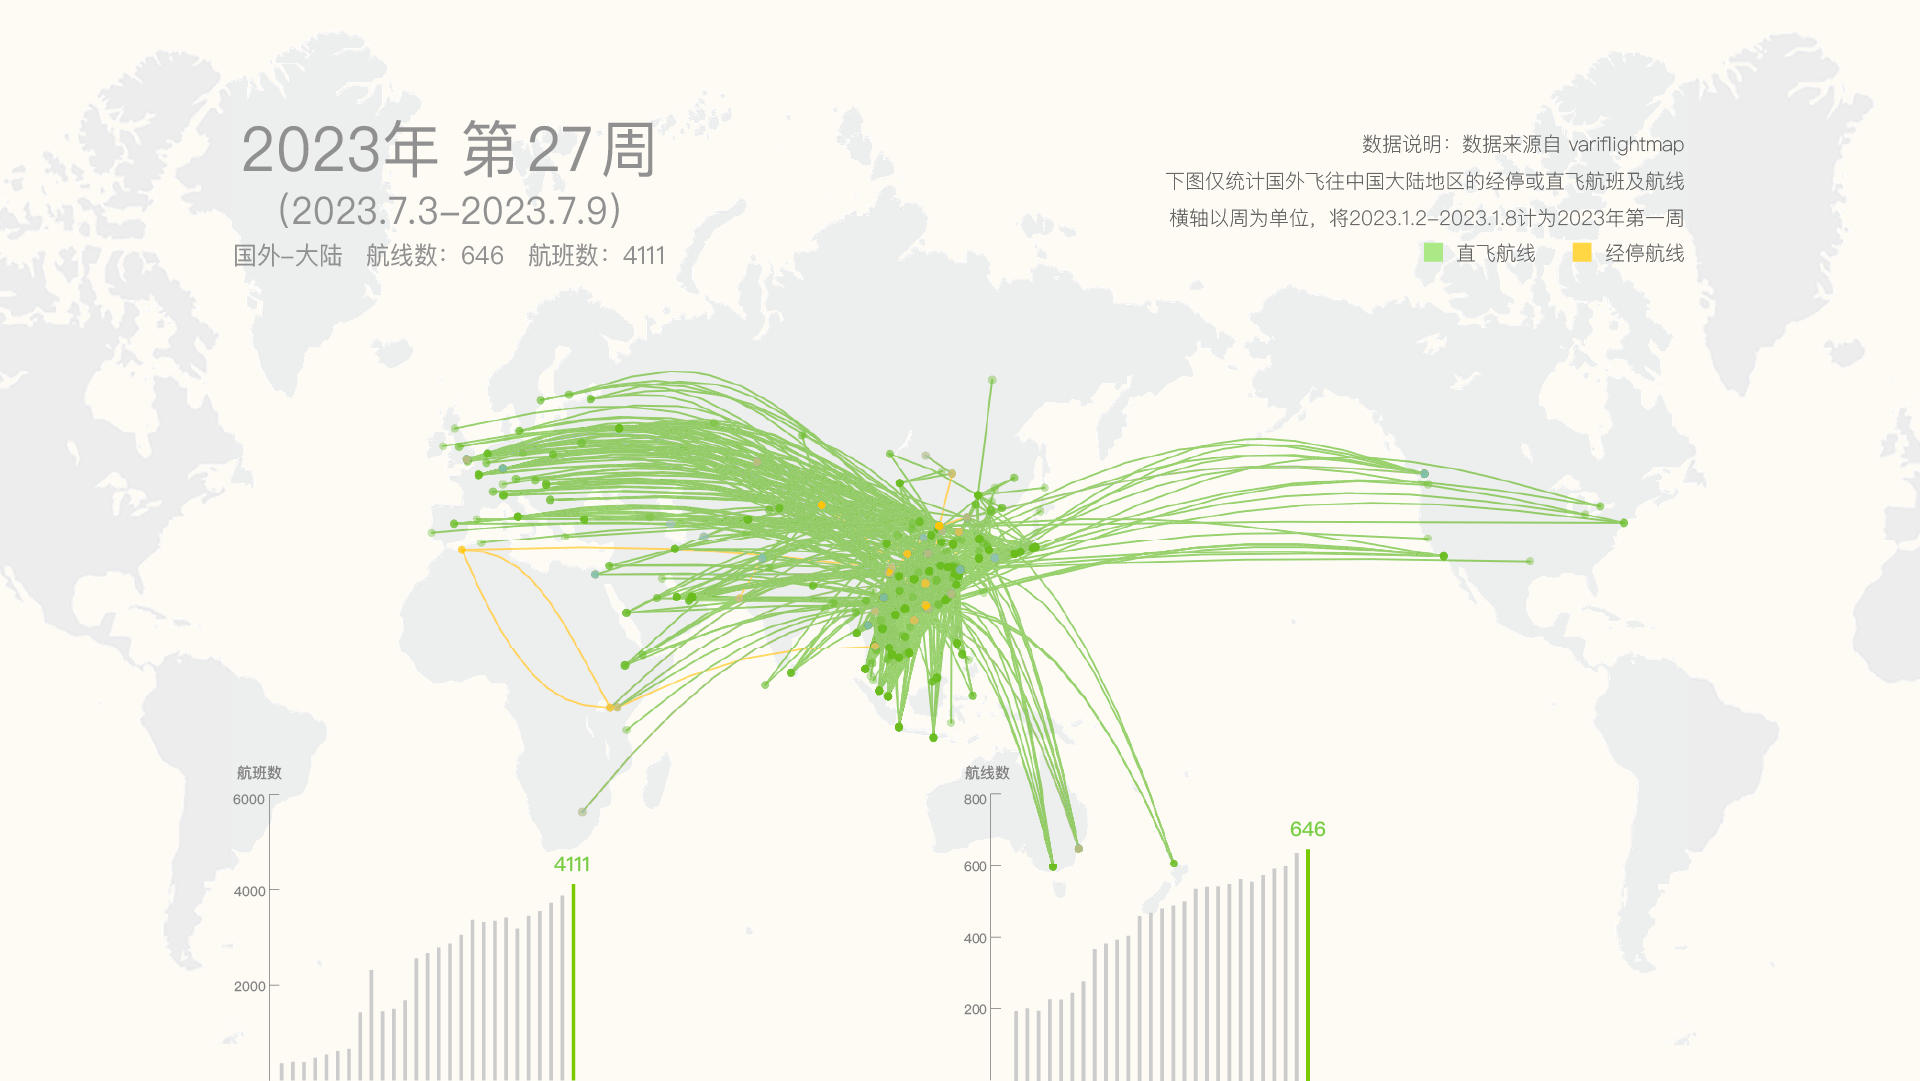 2023年 第27周
(2023.7.3–2023.7.9)
国外–大陆 航线数：646 航班数：4111
数据说明：数据来源自 variflightmap
下图仅统计国外飞往中国大陆地区的经停或直飞航班及航线
横轴以周为单位，将2023.1.2–2023.1.8计为2023年第一周
直飞航线 经停航线
航班数
6000
4111
4000
2000
航线数
800
646
600
400
200